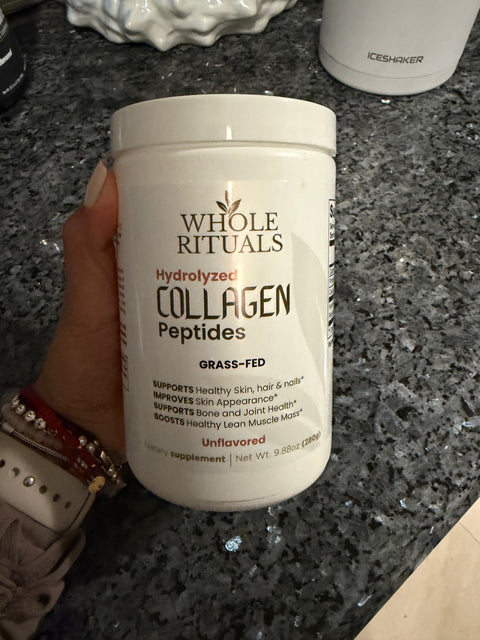 ICESHAKER
WHOLE
RITUALS
Hydrolyzed
COLLAGEN
Peptides
GRASS-FED
SUPPORTS Healthy Skin, hair & nails*
IMPROVES Skin Appearance*
SUPPORTS Bone and Joint Health*
BOOSTS Healthy Lean Muscle Mass*
Unflavored
Dietary supplement | Net Wt. 9.88oz (280g)